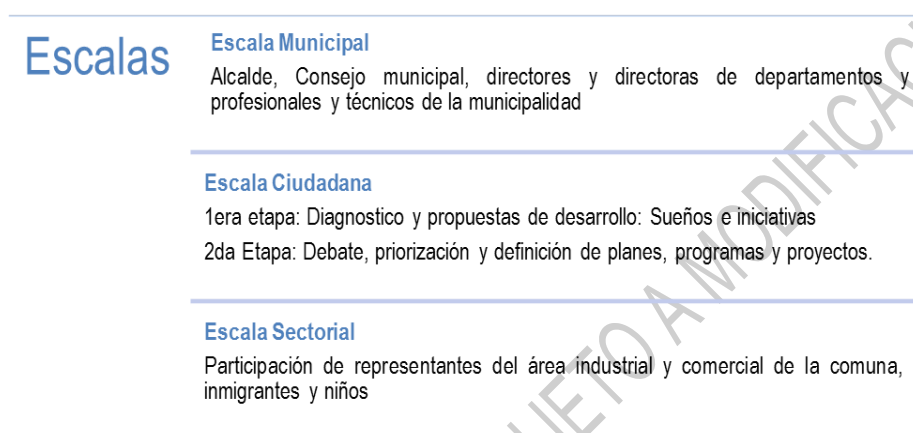 Escalas
Escala Municipal
Alcalde, Consejo municipal, directores y directoras de departamentos y
profesionales y técnicos de la municipalidad
Escala Ciudadana
1era etapa: Diagnostico y propuestas de desarrollo: Sueños e iniciativas
2da Etapa: Debate, priorización y definición de planes, programas y proyectos.
Escala Sectorial
Participación de representantes del área industrial y comercial de la comuna,
inmigrantes y niños
A